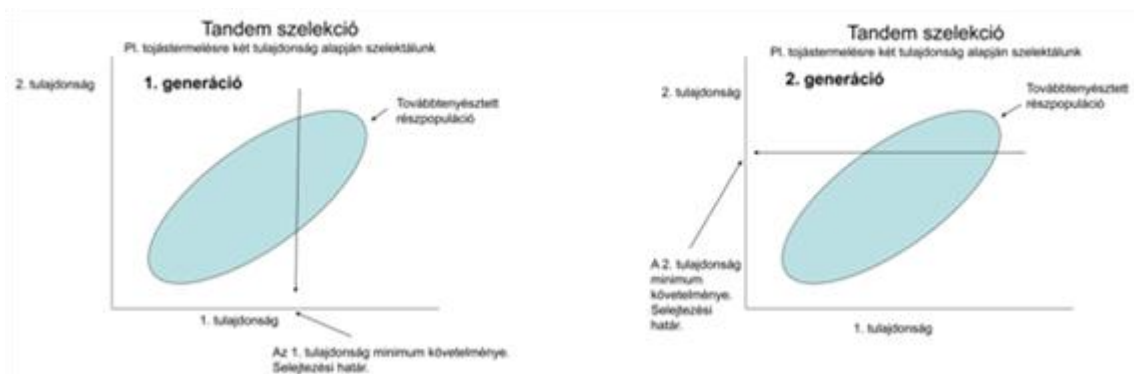 Tandem szelekció
Pl. tojástermelésre két tulajdonság alapján szelektálunk
2. tulajdonság
1. generáció
Továbbtenyésztett
részpopuláció
1. tulajdonság
Az 1. tulajdonság minimum követelménye.
Selejtezési határ.
Tandem szelekció
Pl. tojástermelésre két tulajdonság alapján szelektálunk
2. tulajdonság
2. generáció
Továbbtenyésztett
részpopuláció
A 2. tulajdonság
minimum
követelménye.
Selejtezési
határ.
1. tulajdonság